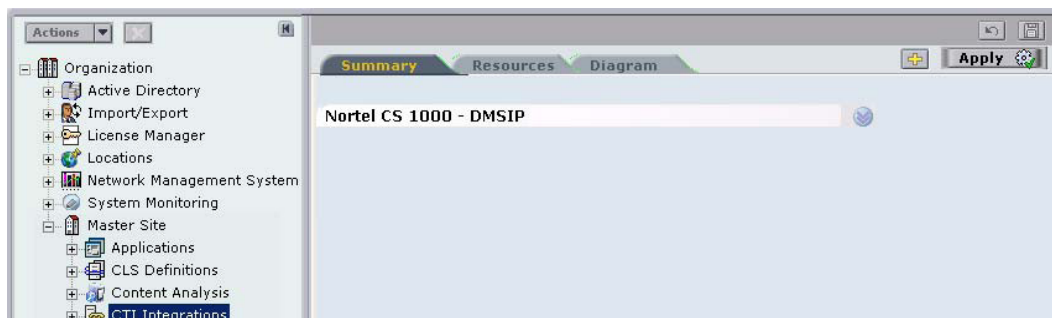 Actions
Organization
Active Directory
Import/Export
License Manager
Locations
Network Management System
System Monitoring
Master Site
Applications
CLS Definitions
Content Analysis
CTI Integrations
Summary Resources Diagram
Apply
Nortel CS 1000 - DMSIP